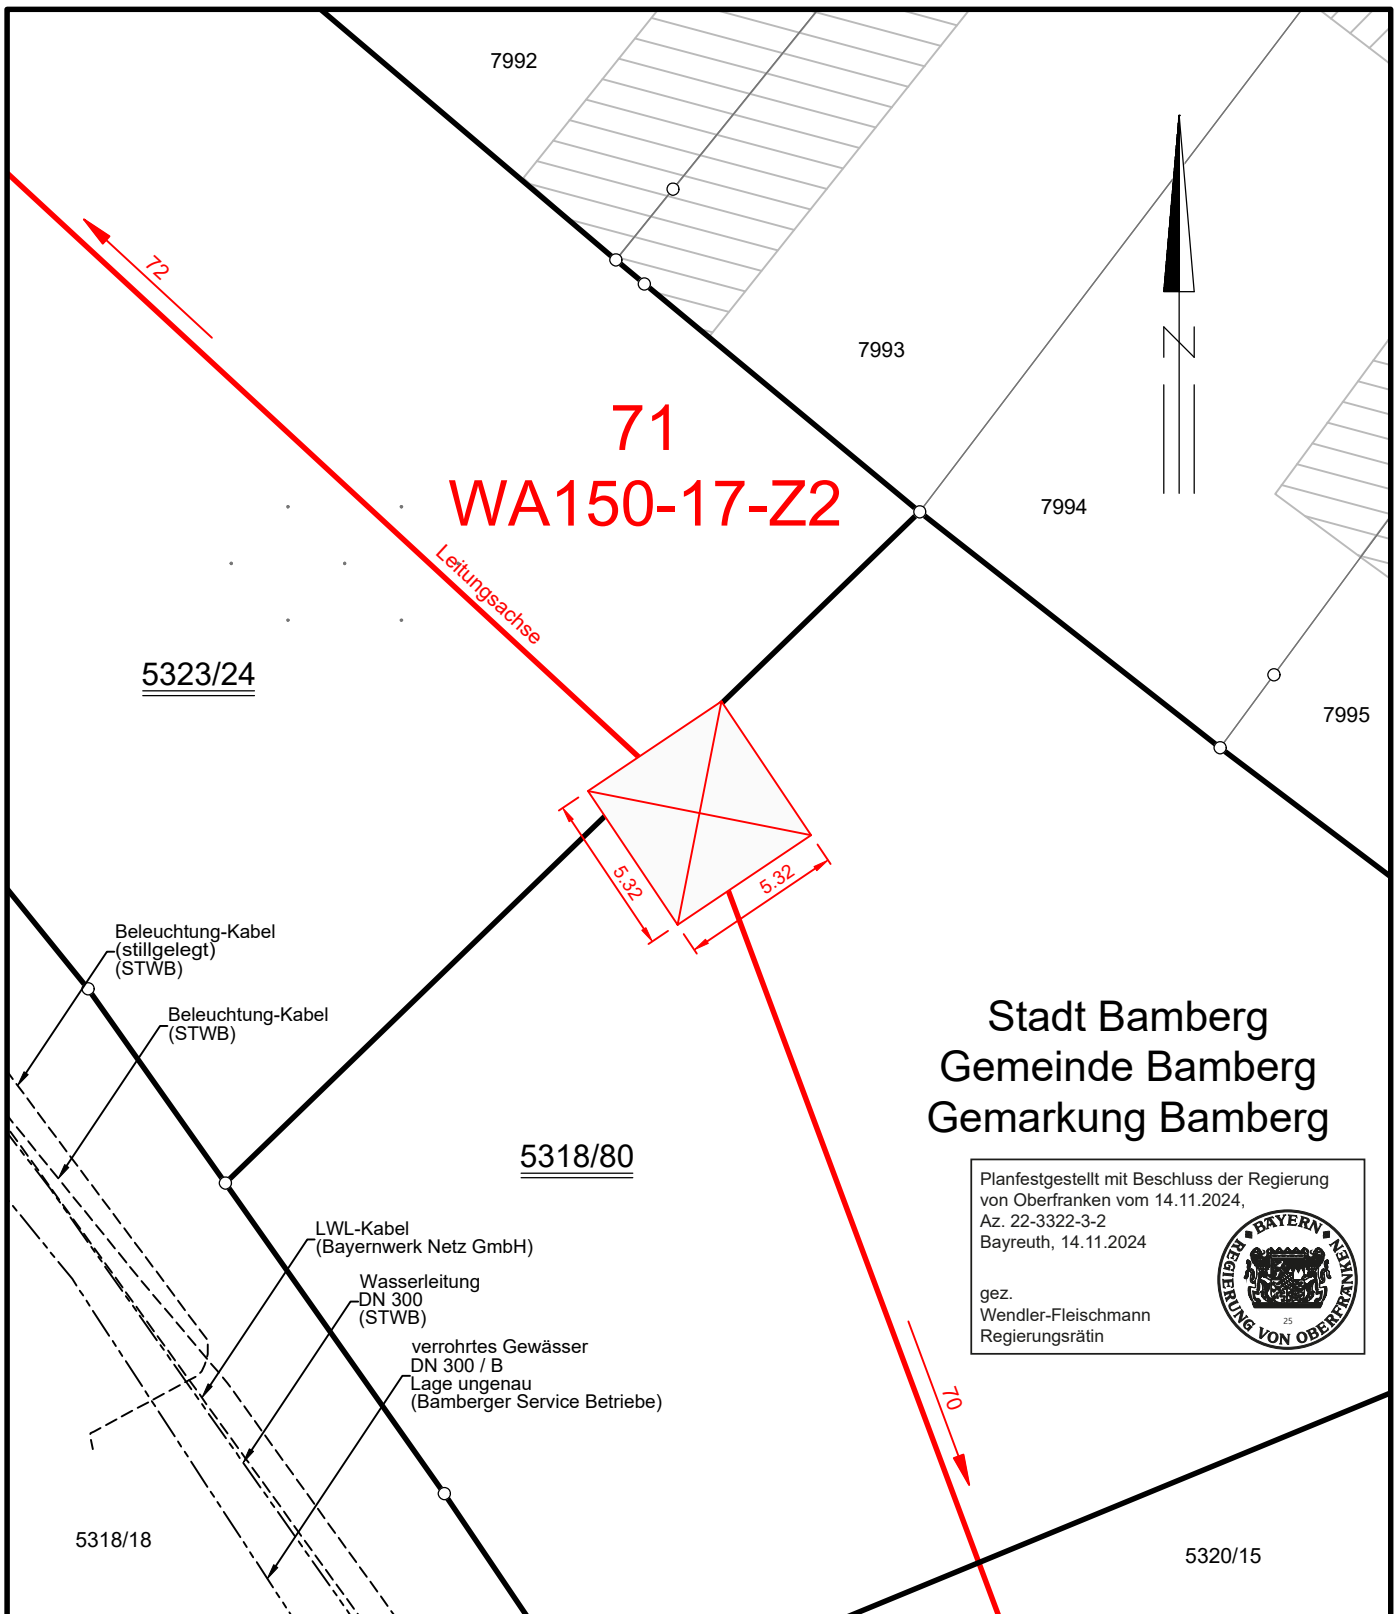 7992
72
7993
71
WA150-17-Z2
7994
N
Leitungsachse
5323/24
7995
5.32
5.32
Beleuchtung-Kabel
(stillgelegt)
(STWB)
Beleuchtung-Kabel
(STWB)
Stadt Bamberg
Gemeinde Bamberg
Gemarkung Bamberg
5318/80
Planfestgestellt mit Beschluss der Regierung
von Oberfranken vom 14.11.2024,
Az. 22-3322-3-2
Bayreuth, 14.11.2024
gez.
Wendler-Fleischmann
Regierungsrätin
BAYERN
REGIERUNG VON OBERFRANKEN
25
LWL-Kabel
(Bayernwerk Netz GmbH)
Wasserleitung
DN 300
(STWB)
verrohrtes Gewässer
DN 300 / B
Lage ungenau
(Bamberger Service Betriebe)
70
5318/18
5320/15